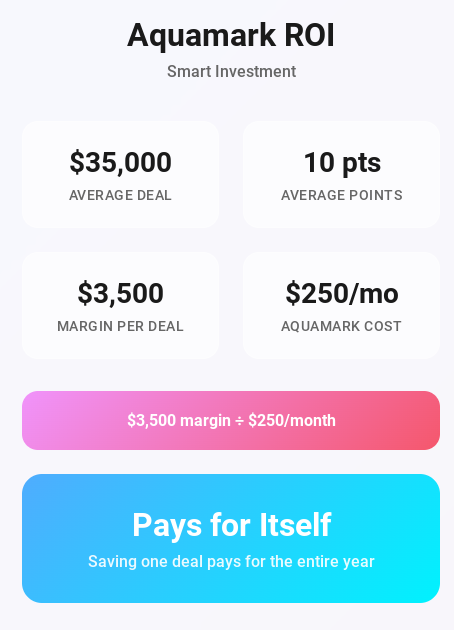 Aquamark ROI
Smart Investment
$35,000
AVERAGE DEAL
10 pts
AVERAGE POINTS
$3,500
MARGIN PER DEAL
$250/mo
AQUAMARK COST
$3,500 margin ÷ $250/month
Pays for Itself
Saving one deal pays for the entire year